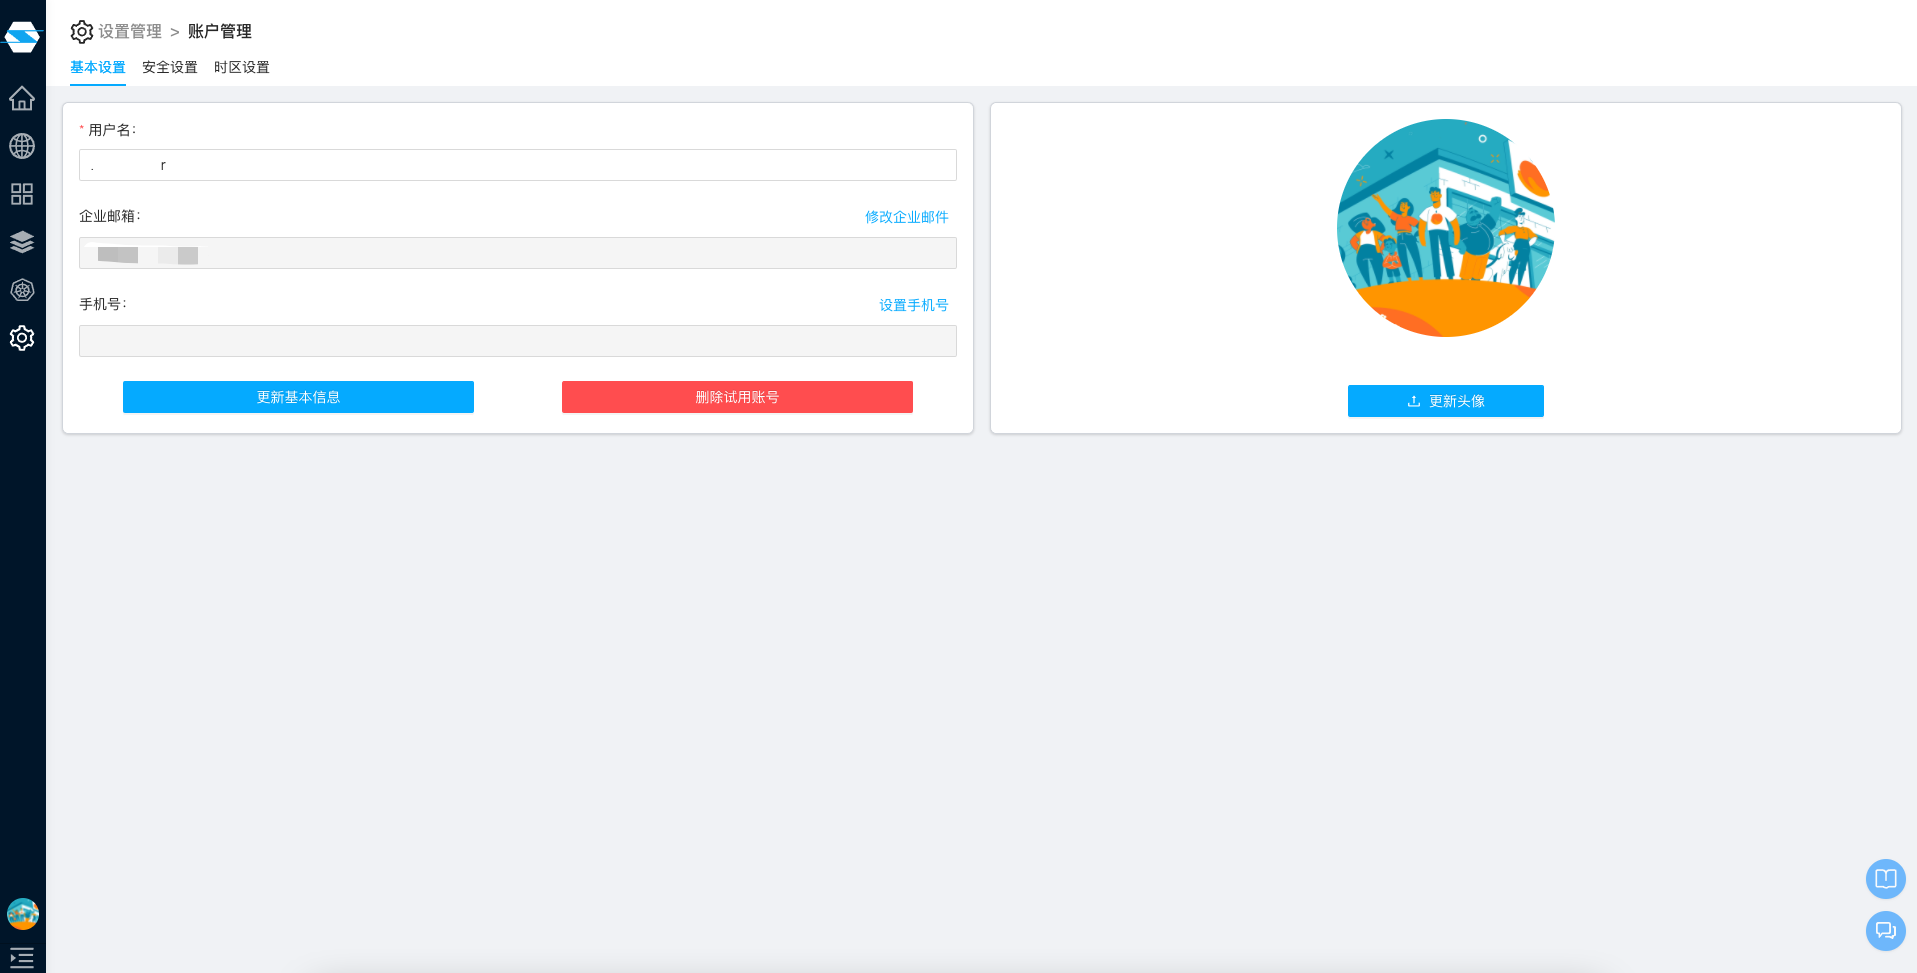 设置管理 > 账户管理
基本设置 安全设置 时区设置
* 用户名:
. r
企业邮箱: 修改企业邮件
手机号: 设置手机号
更新基本信息 删除试用账号
更新头像